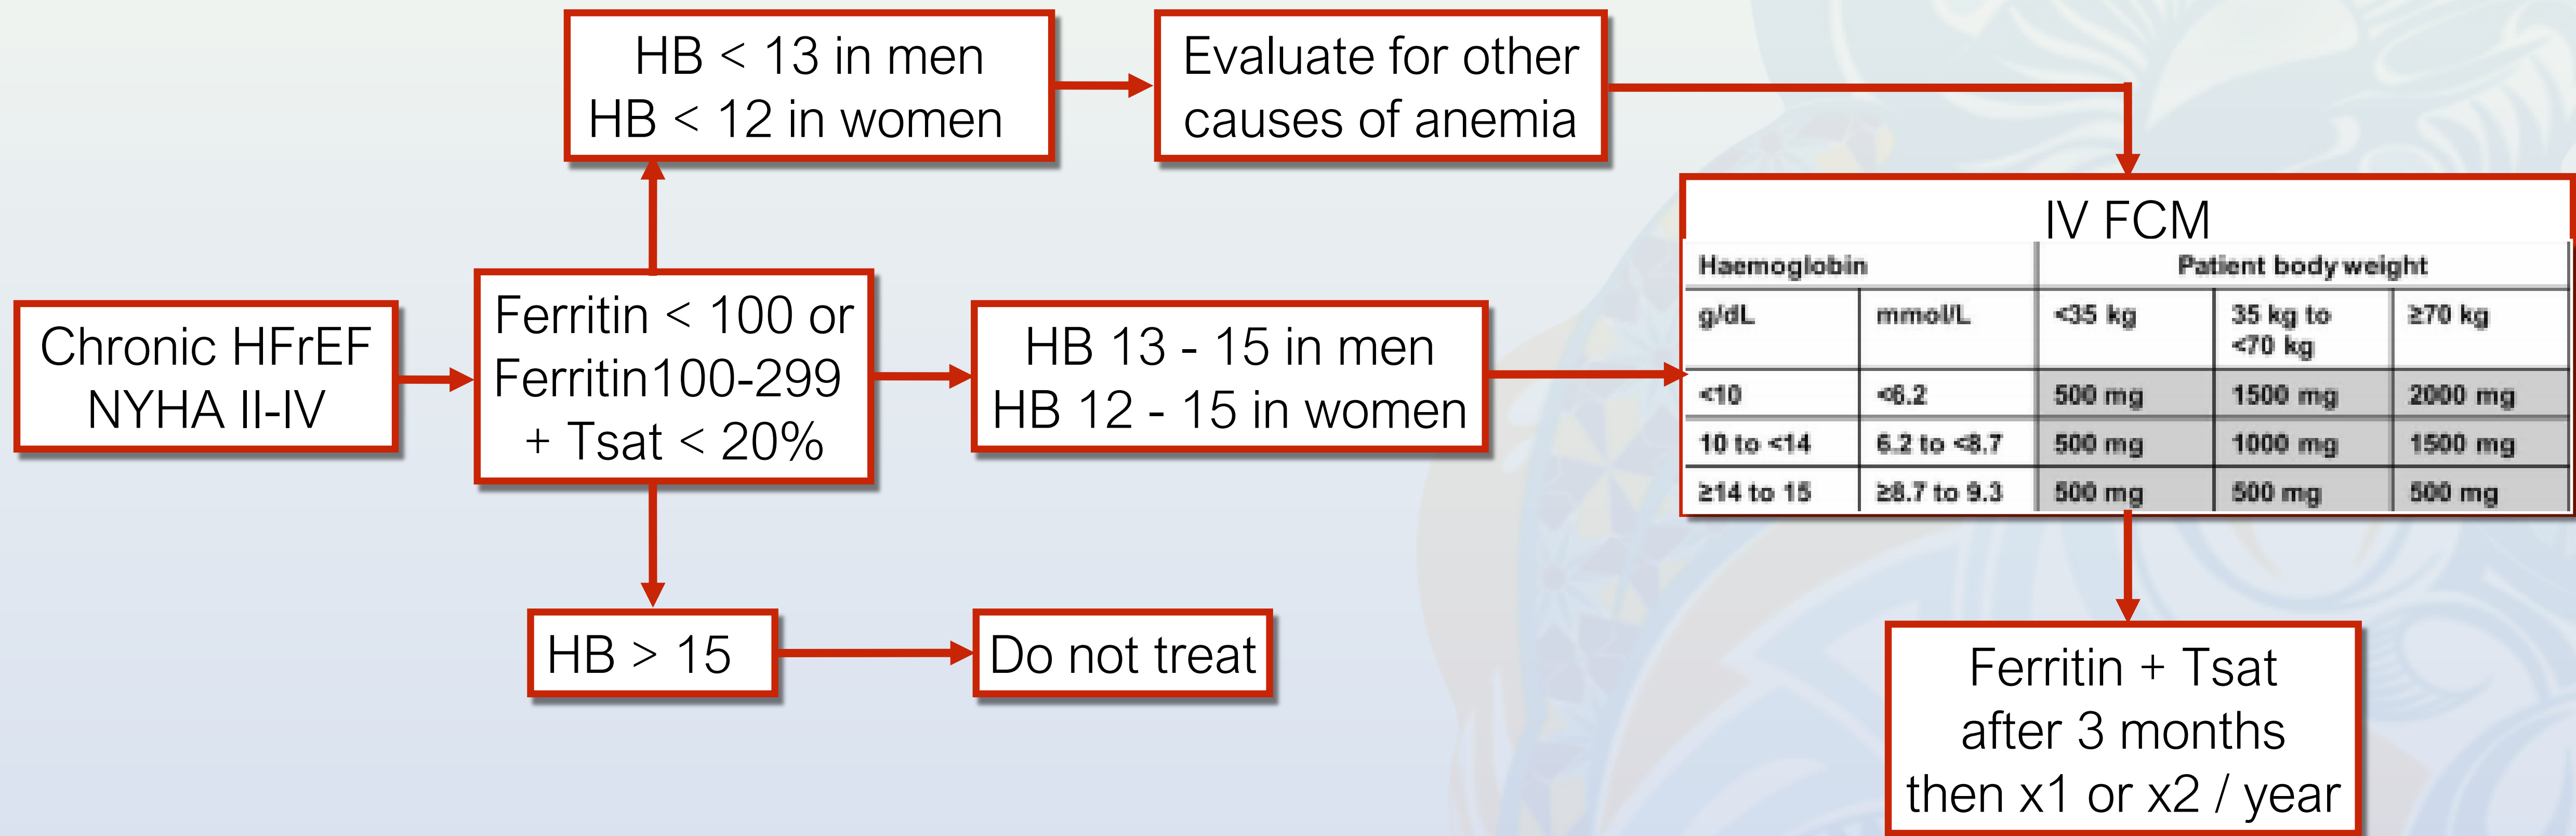 HB < 13 in men
HB < 12 in women
Evaluate for other
causes of anemia
Chronic HFrEF
NYHA II-IV
Ferritin < 100 or
Ferritin100-299
+ Tsat < 20%
HB 13 - 15 in men
HB 12 - 15 in women
HB > 15
Do not treat
IV FCM
Haemoglobin Patient body weight
g/dL mmol/L <35 kg 35 kg to <70 kg ≥70 kg
<10 <6.2 500 mg 1500 mg 2000 mg
10 to <14 6.2 to <8.7 500 mg 1000 mg 1500 mg
≥14 to 15 ≥8.7 to 9.3 500 mg 500 mg 500 mg
Ferritin + Tsat
after 3 months
then x1 or x2 / year